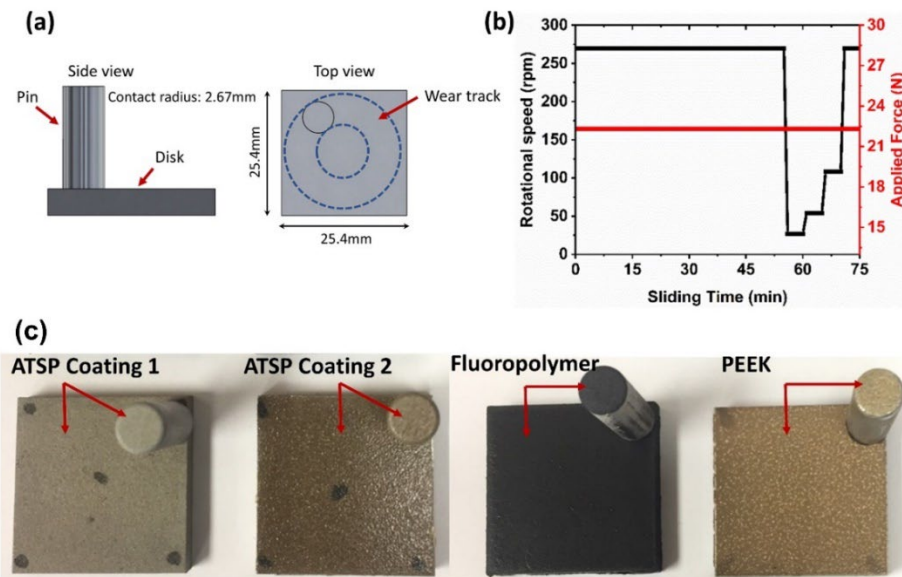 (a)
Side view
Top view
Pin
Contact radius: 2.67mm
Wear track
Disk
25.4mm
25.4mm
(b)
Rotational speed (rpm)
300
250
200
150
100
50
0
Applied Force (N)
30
27
24
21
18
15
0
15
30
45
60
75
Sliding Time (min)
(c)
ATSP Coating 1
ATSP Coating 2
Fluoropolymer
PEEK